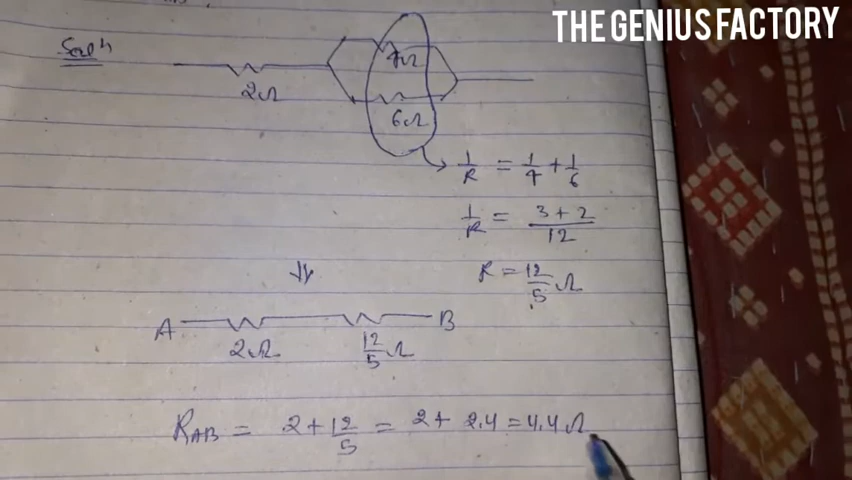 THE GENIUS FACTORY
Solⁿ
2Ω
4Ω
6Ω
1/R = 1/4 + 1/6
1/R = 3+2/12
R = 12/5 Ω
A 2Ω 12/5 Ω B
R_AB = 2 + 12/5 = 2 + 2.4 = 4.4 Ω